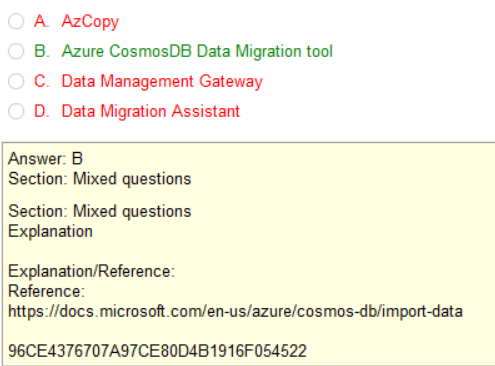 A. AzCopy
B. Azure CosmosDB Data Migration tool
C. Data Management Gateway
D. Data Migration Assistant
Answer: B
Section: Mixed questions
Section: Mixed questions
Explanation
Explanation/Reference:
Reference:
https://docs.microsoft.com/en-us/azure/cosmos-db/import-data
96CE4376707A97CE80D4B1916F054522